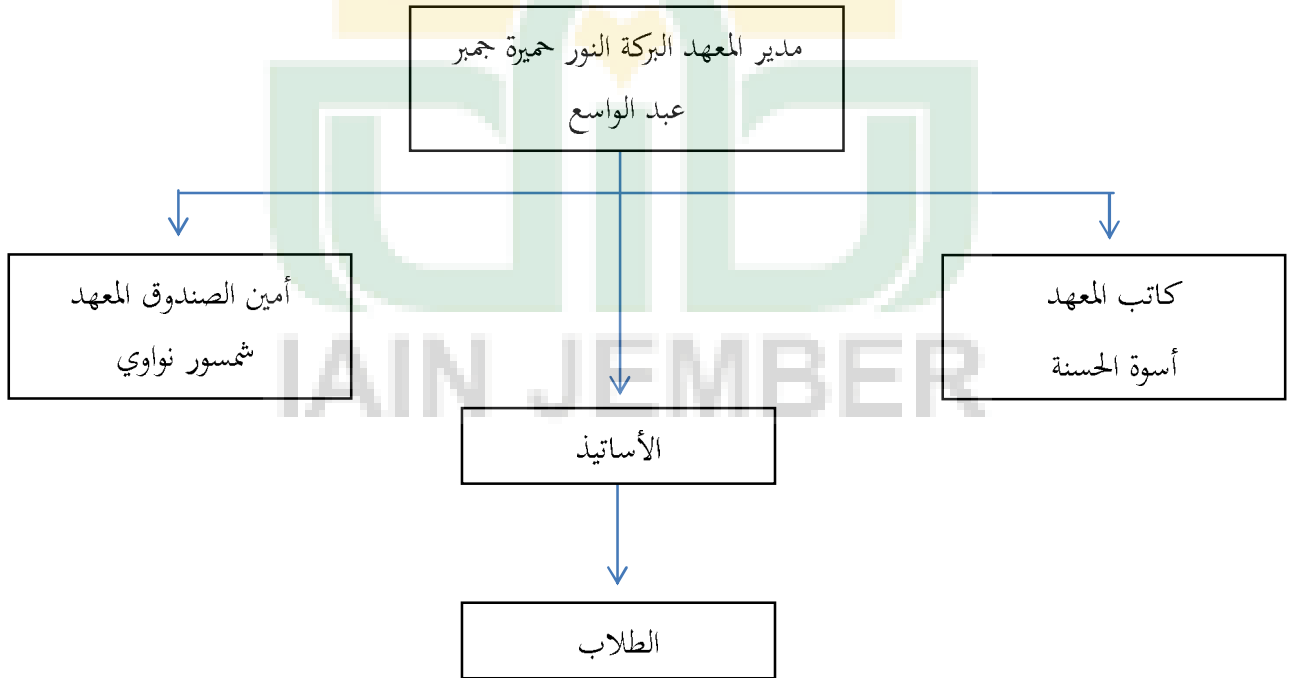 مدير المعهد البركة النور حميرة جمبر
عبد الواسع
كاتب المعهد
أسوة الحسنة
أمين الصندوق المعهد
شمسور نواوي
IAIN JEMBER
الأساتيذ
الطلاب